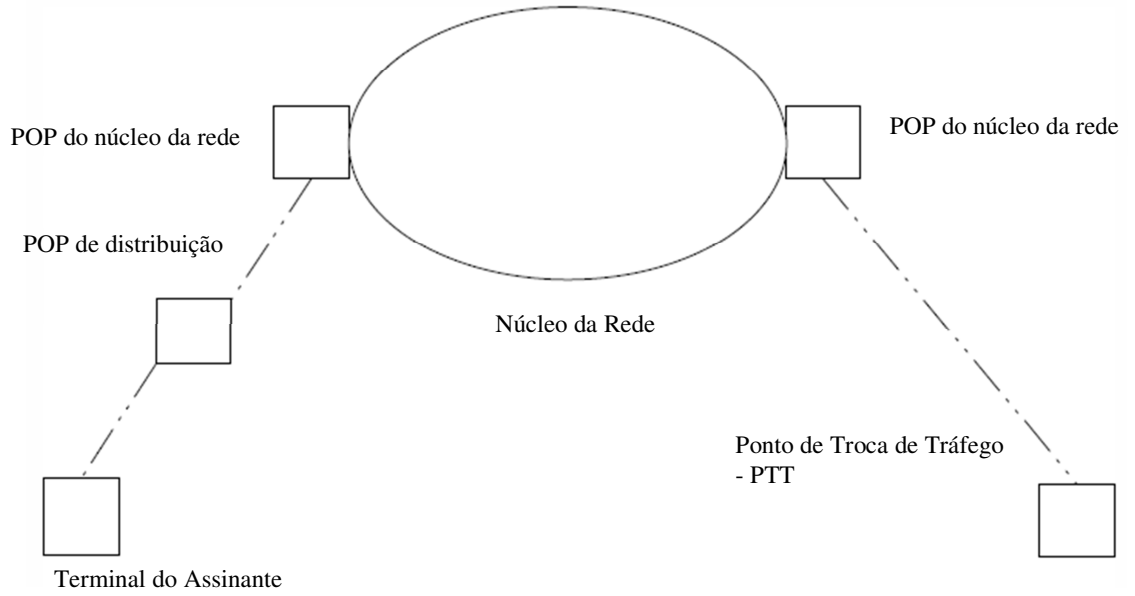 POP do núcleo da rede
POP do núcleo da rede
POP de distribuição
Núcleo da Rede
Ponto de Troca de Tráfego
- PTT
Terminal do Assinante